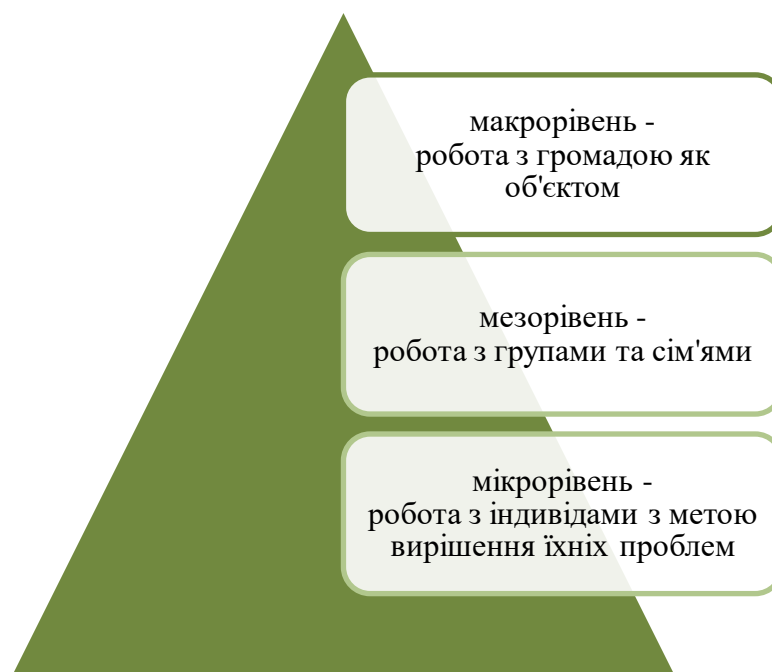 макрорівень -
робота з громадою як
об'єктом
мезорівень -
робота з групами та сім'ями
мікрорівень -
робота з індивідами з метою
вирішення їхніх проблем